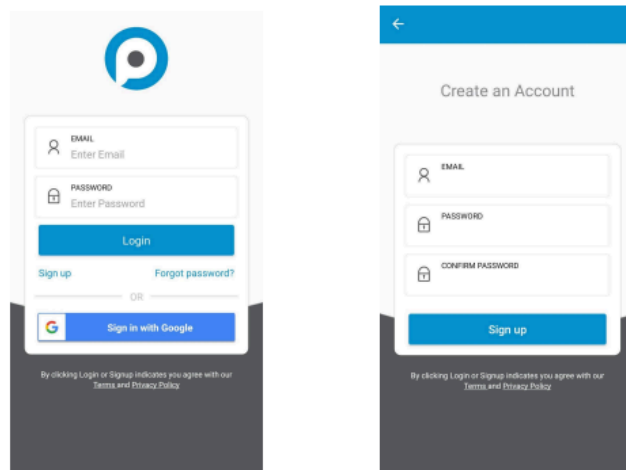 EMAIL
Enter Email
PASSWORD
Enter Password
Login
Sign up
Forgot password?
OR
Sign in with Google
By clicking Login or Signup indicates you agree with our
Terms and Privacy Policy
Create an Account
EMAIL
PASSWORD
CONFIRM PASSWORD
Sign up
By clicking Login or Signup indicates you agree with our
Terms and Privacy Policy